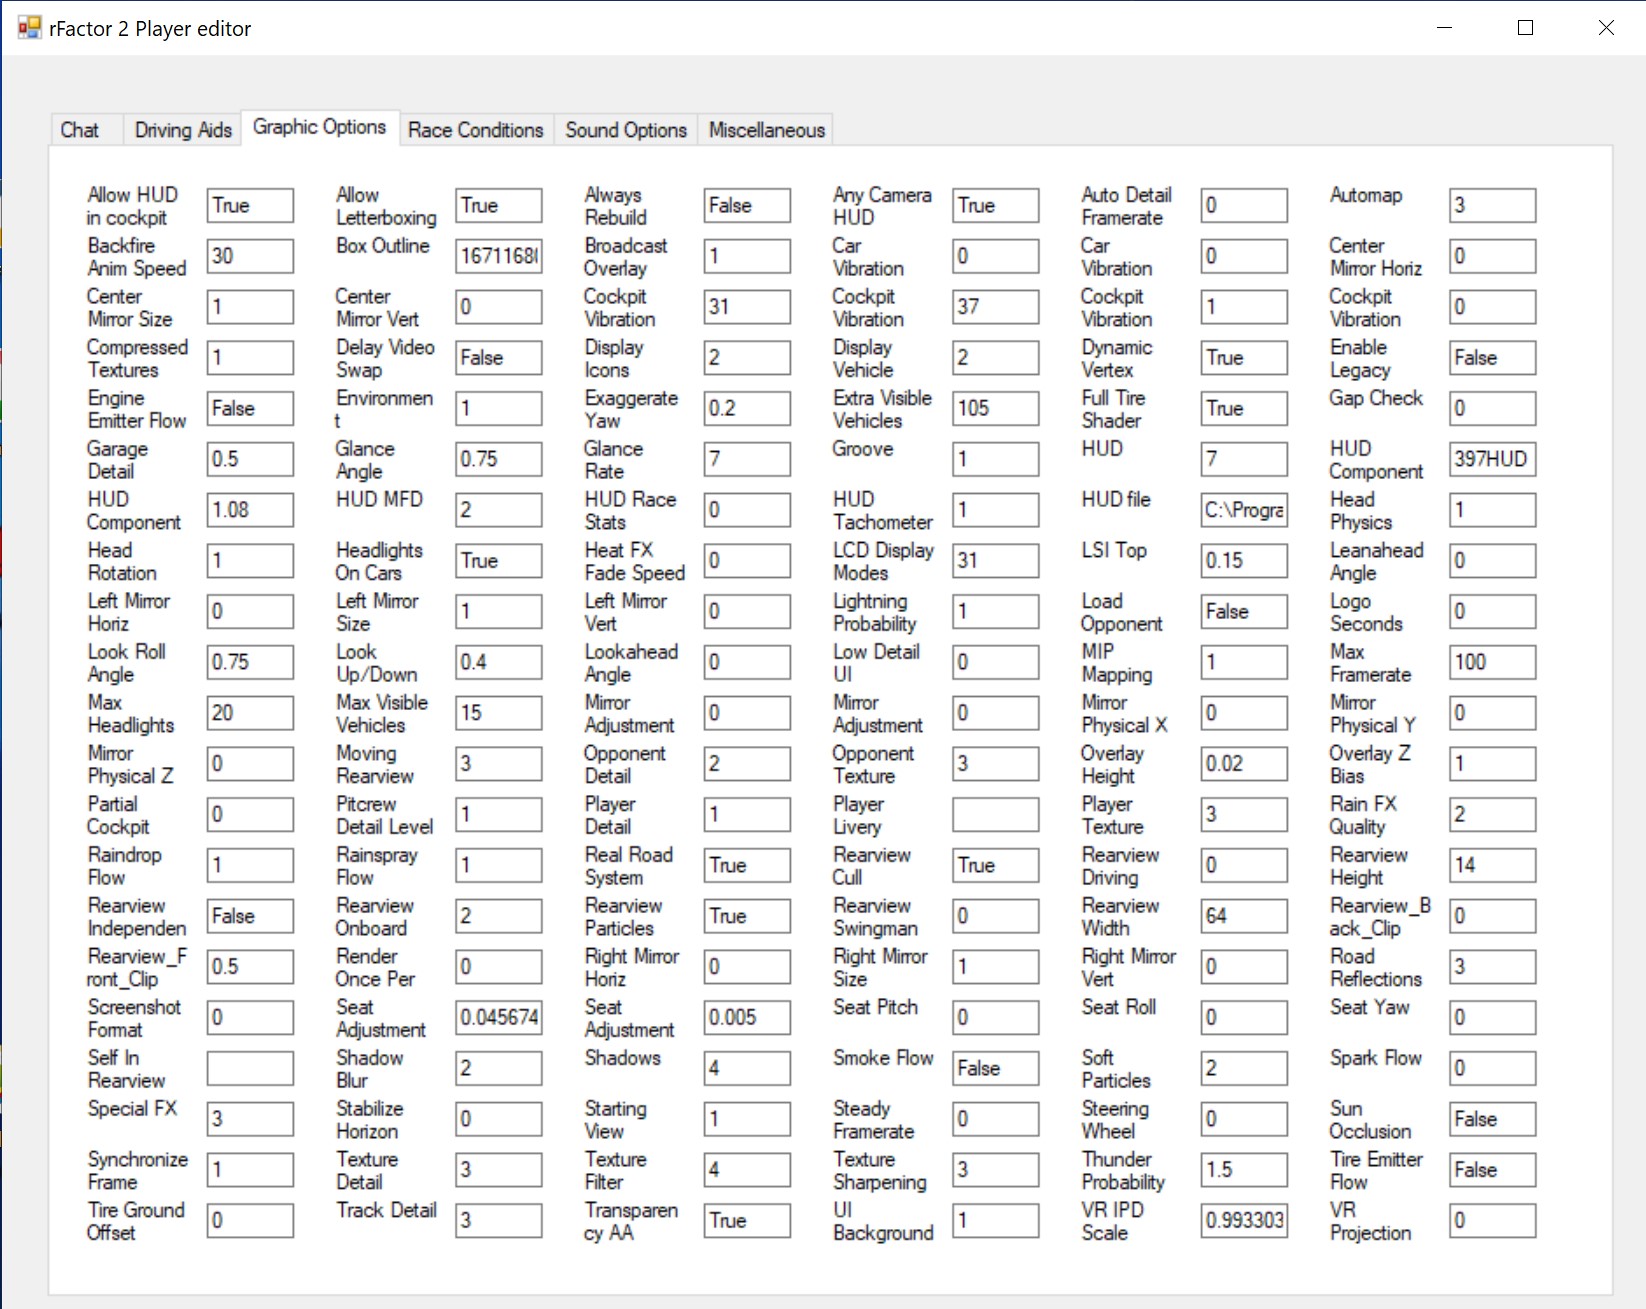 rFactor 2 Player editor
Chat Driving Aids Graphic Options Race Conditions Sound Options Miscellaneous
Allow HUD in cockpit True Allow Letterboxing True Always Rebuild False Any Camera HUD True Auto Detail Framerate 0 Automap 3
Backfire Anim Speed 30 Box Outline 1671168 Broadcast Overlay 1 Car Vibration 0 Car Vibration 0 Center Mirror Horiz 0
Center Mirror Size 1 Center Mirror Vert 0 Cockpit Vibration 31 Cockpit Vibration 37 Cockpit Vibration 1 Cockpit Vibration 0
Compressed Textures 1 Delay Video Swap False Display Icons 2 Display Vehicle 2 Dynamic Vertex True Enable Legacy False
Engine Emitter Flow False Environmen t 1 Exaggerate Yaw 0.2 Extra Visible Vehicles 105 Full Tire Shader True Gap Check 0
Garage Detail 0.5 Glance Angle 0.75 Glance Rate 7 Groove 1 HUD 7 HUD Component 397HUD
HUD Component 1.08 HUD MFD 2 HUD Race Stats 0 HUD Tachometer 1 HUD file C:\Progra Head Physics 1
Head Rotation 1 Headlights On Cars True Heat FX Fade Speed 0 LCD Display Modes 31 LSI Top 0.15 Leanahead Angle 0
Left Mirror Horiz 0 Left Mirror Size 1 Left Mirror Vert 0 Lightning Probability 1 Load Opponent False Logo Seconds 0
Look Roll Angle 0.75 Look Up/Down 0.4 Lookahead Angle 0 Low Detail UI 0 MIP Mapping 1 Max Framerate 100
Max Headlights 20 Max Visible Vehicles 15 Mirror Adjustment 0 Mirror Adjustment 0 Mirror Physical X 0 Mirror Physical Y 0
Mirror Physical Z 0 Moving Rearview 3 Opponent Detail 2 Opponent Texture 3 Overlay Height 0.02 Overlay Z Bias 1
Partial Cockpit 0 Pitcrew Detail Level 1 Player Detail 1 Player Livery Player Texture 3 Rain FX Quality 2
Raindrop Flow 1 Rainspray Flow 1 Real Road System True Rearview Cull True Rearview Driving 0 Rearview Height 14
Rearview Independen False Rearview Onboard 2 Rearview Particles True Rearview Swingman 0 Rearview Width 64 Rearview_B ack_Clip 0
Rearview_F ront_Clip 0.5 Render Once Per 0 Right Mirror Horiz 0 Right Mirror Size 1 Right Mirror Vert 0 Road Reflections 3
Screenshot Format 0 Seat Adjustment 0.045674 Seat Adjustment 0.005 Seat Pitch 0 Seat Roll 0 Seat Yaw 0
Self In Rearview Shadow Blur 2 Shadows 4 Smoke Flow False Soft Particles 2 Spark Flow 0
Special FX 3 Stabilize Horizon 0 Starting View 1 Steady Framerate 0 Steering Wheel 0 Sun Occlusion False
Synchronize Frame 1 Texture Detail 3 Texture Filter 4 Texture Sharpening 3 Thunder Probability 1.5 Tire Emitter Flow False
Tire Ground Offset 0 Track Detail 3 Transparen cy AA True UI Background 1 VR IPD Scale 0.993303 VR Projection 0